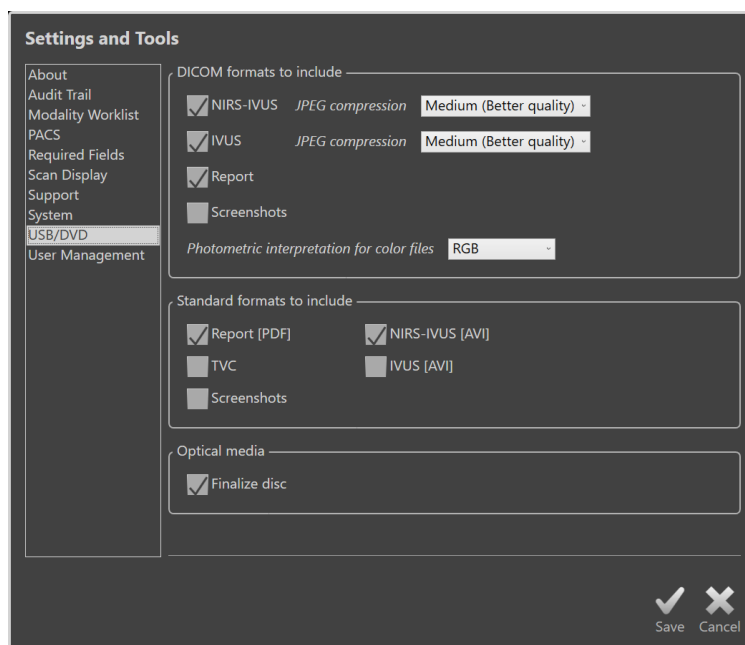 Settings and Tools
About
Audit Trail
Modality Worklist
PACS
Required Fields
Scan Display
Support
System
USB/DVD
User Management
DICOM formats to include
NIRS-IVUS JPEG compression Medium (Better quality)
IVUS JPEG compression Medium (Better quality)
Report
Screenshots
Photometric interpretation for color files RGB
Standard formats to include
Report [PDF] NIRS-IVUS [AVI]
TVC IVUS [AVI]
Screenshots
Optical media
Finalize disc
Save Cancel